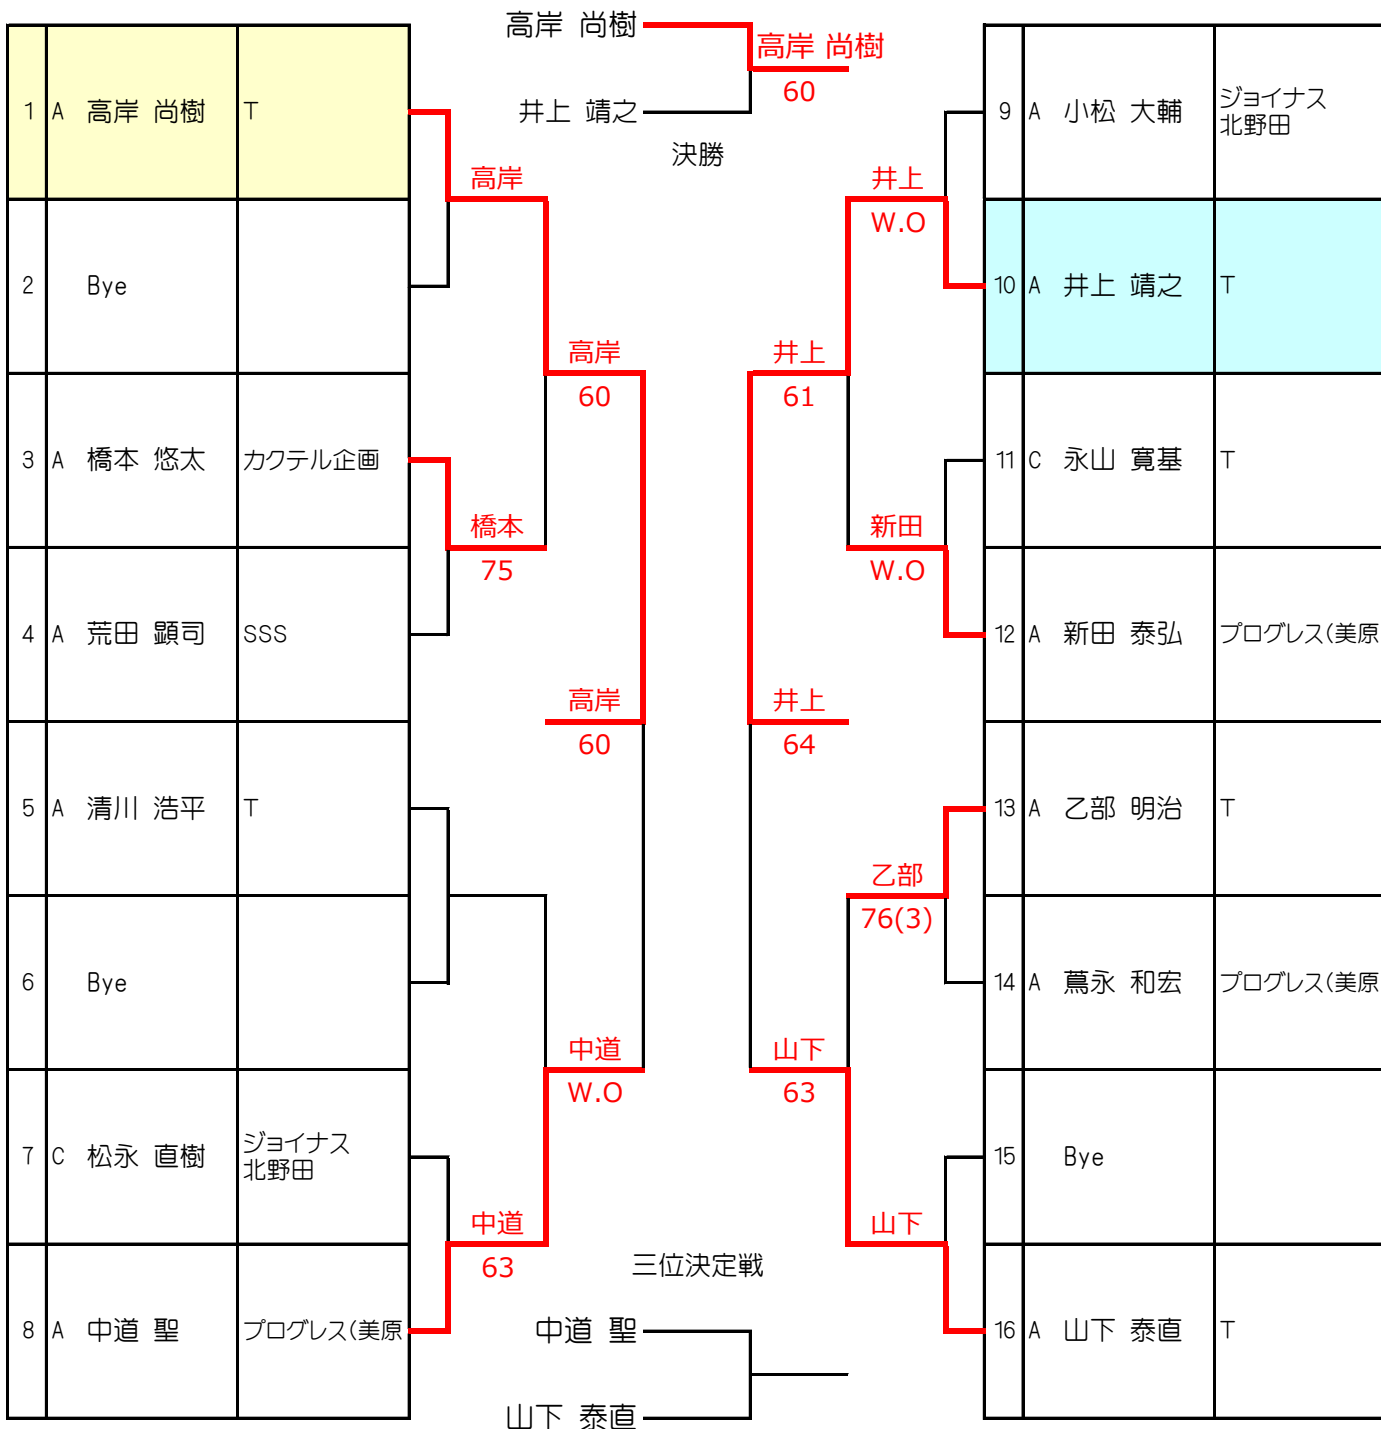 高岸 尚樹
高岸 尚樹
60
井上 靖之
決勝
1 A 高岸 尚樹 T
2 Bye
3 A 橋本 悠太 カクテル企画
4 A 荒田 顕司 SSS
5 A 清川 浩平 T
6 Bye
7 C 松永 直樹 ジョイナス
北野田
8 A 中道 聖 プログレス(美原
高岸
高岸
60
橋本
75
高岸
60
中道
W.O
中道
63
井上
W.O
井上
61
新田
W.O
井上
64
乙部
76(3)
山下
63
山下
9 A 小松 大輔 ジョイナス
北野田
10 A 井上 靖之 T
11 C 永山 寛基 T
12 A 新田 泰弘 プログレス(美原
13 A 乙部 明治 T
14 A 蔦永 和宏 プログレス(美原
15 Bye
16 A 山下 泰直 T
三位決定戦
中道 聖
山下 泰直